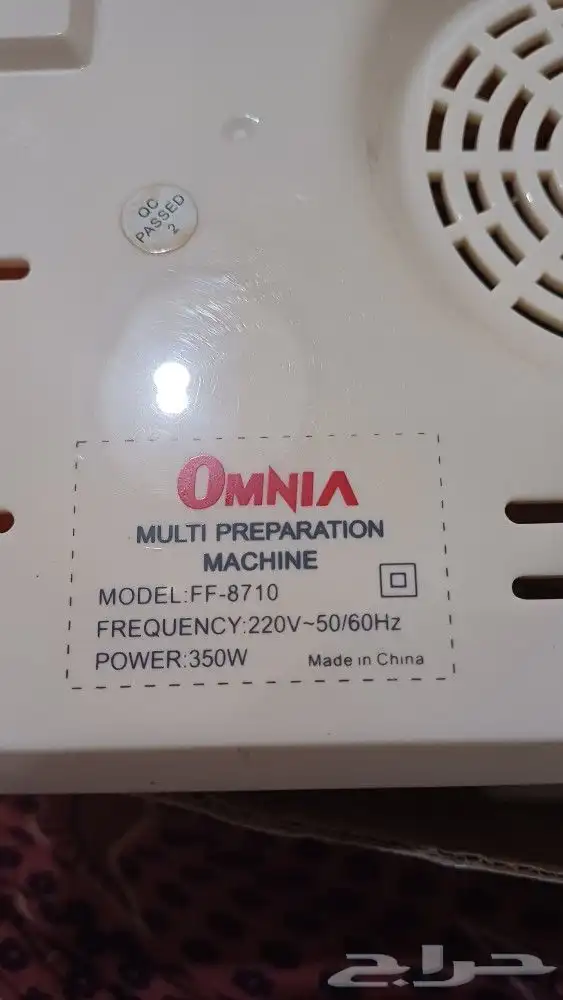 QC
PASSED
2
OMNIA
MULTI PREPARATION
MACHINE
MODEL:FF-8710
FREQUENCY:220V~50/60Hz
POWER:350W
Made in China
حراج